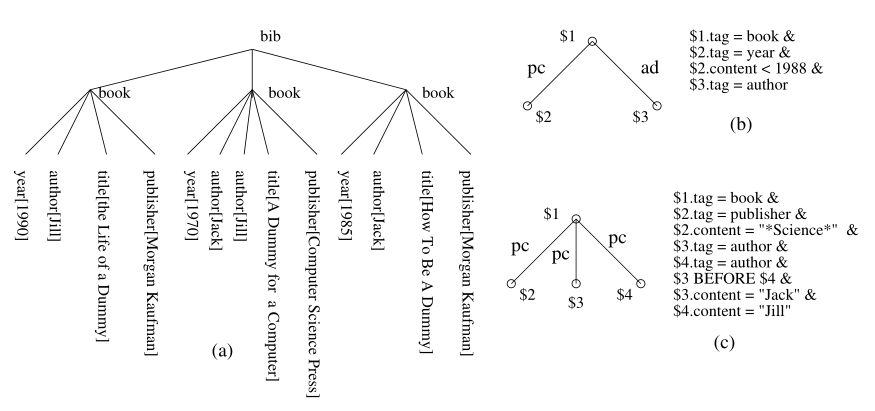 bib
book
book
book
year[1990]
author[Jill]
title[the Life of a Dummy]
publisher[Morgan Kaufman]
year[1970]
author[Jack]
author[Jill]
title[A Dummy for a Computer]
publisher[Computer Science Press]
year[1985]
author[Jack]
title[How To Be A Dummy]
publisher[Morgan Kaufman]
(a)
$1
pc
ad
$2
$3
$1.tag = book &
$2.tag = year &
$2.content < 1988 &
$3.tag = author
(b)
$1
pc
pc
pc
$2
$3
$4
$1.tag = book &
$2.tag = publisher &
$2.content = "*Science*" &
$3.tag = author &
$4.tag = author &
$3 BEFORE $4 &
$3.content = "Jack" &
$4.content = "Jill"
(c)